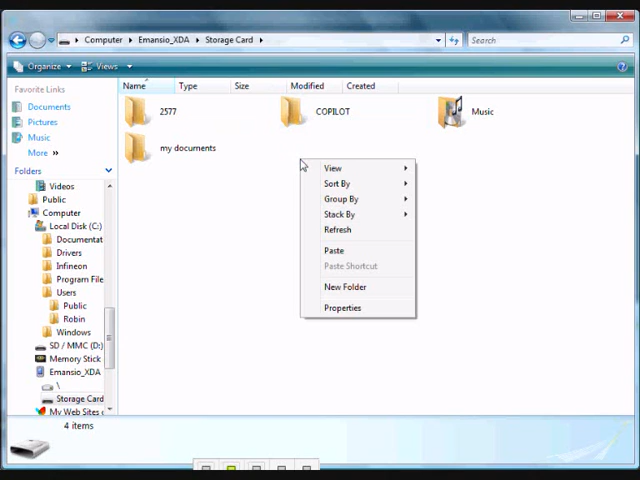 Computer ▸ Emansio_XDA ▸ Storage Card ▸
Search
Organize Views
Favorite Links
Documents
Pictures
Music
More »
Folders
Videos
Public
Computer
Local Disk (C:)
Documentat
Drivers
Infineon
Program File
Users
Public
Robin
Windows
SD / MMC (D:)
Memory Stick
Emansio_XDA
\
Storage Card
My Web Sites o
Name Type Size Modified Created
2577 COPILOT Music
my documents
View
Sort By
Group By
Stack By
Refresh
Paste
Paste Shortcut
New Folder
Properties
4 items